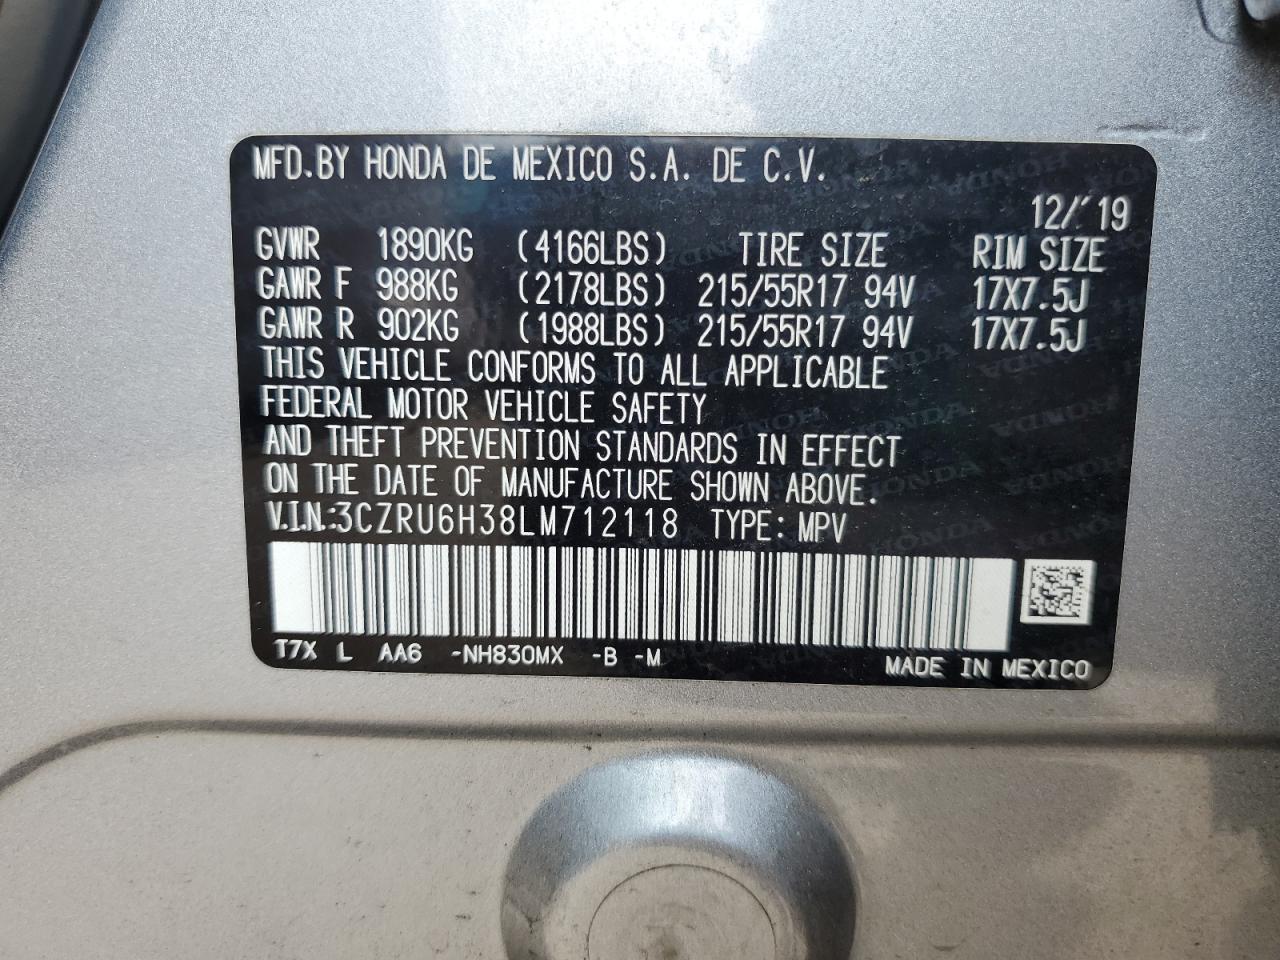 MFD.BY HONDA DE MEXICO S.A. DE C.V.
12/'19
GVWR 1890KG (4166LBS) TIRE SIZE RIM SIZE
GAWR F 988KG (2178LBS) 215/55R17 94V 17X7.5J
GAWR R 902KG (1988LBS) 215/55R17 94V 17X7.5J
THIS VEHICLE CONFORMS TO ALL APPLICABLE
FEDERAL MOTOR VEHICLE SAFETY
AND THEFT PREVENTION STANDARDS IN EFFECT
ON THE DATE OF MANUFACTURE SHOWN ABOVE.
V.I.N.:3CZRU6H38LM712118 TYPE: MPV
T7X L AA6 -NH830MX -B -M
MADE IN MEXICO